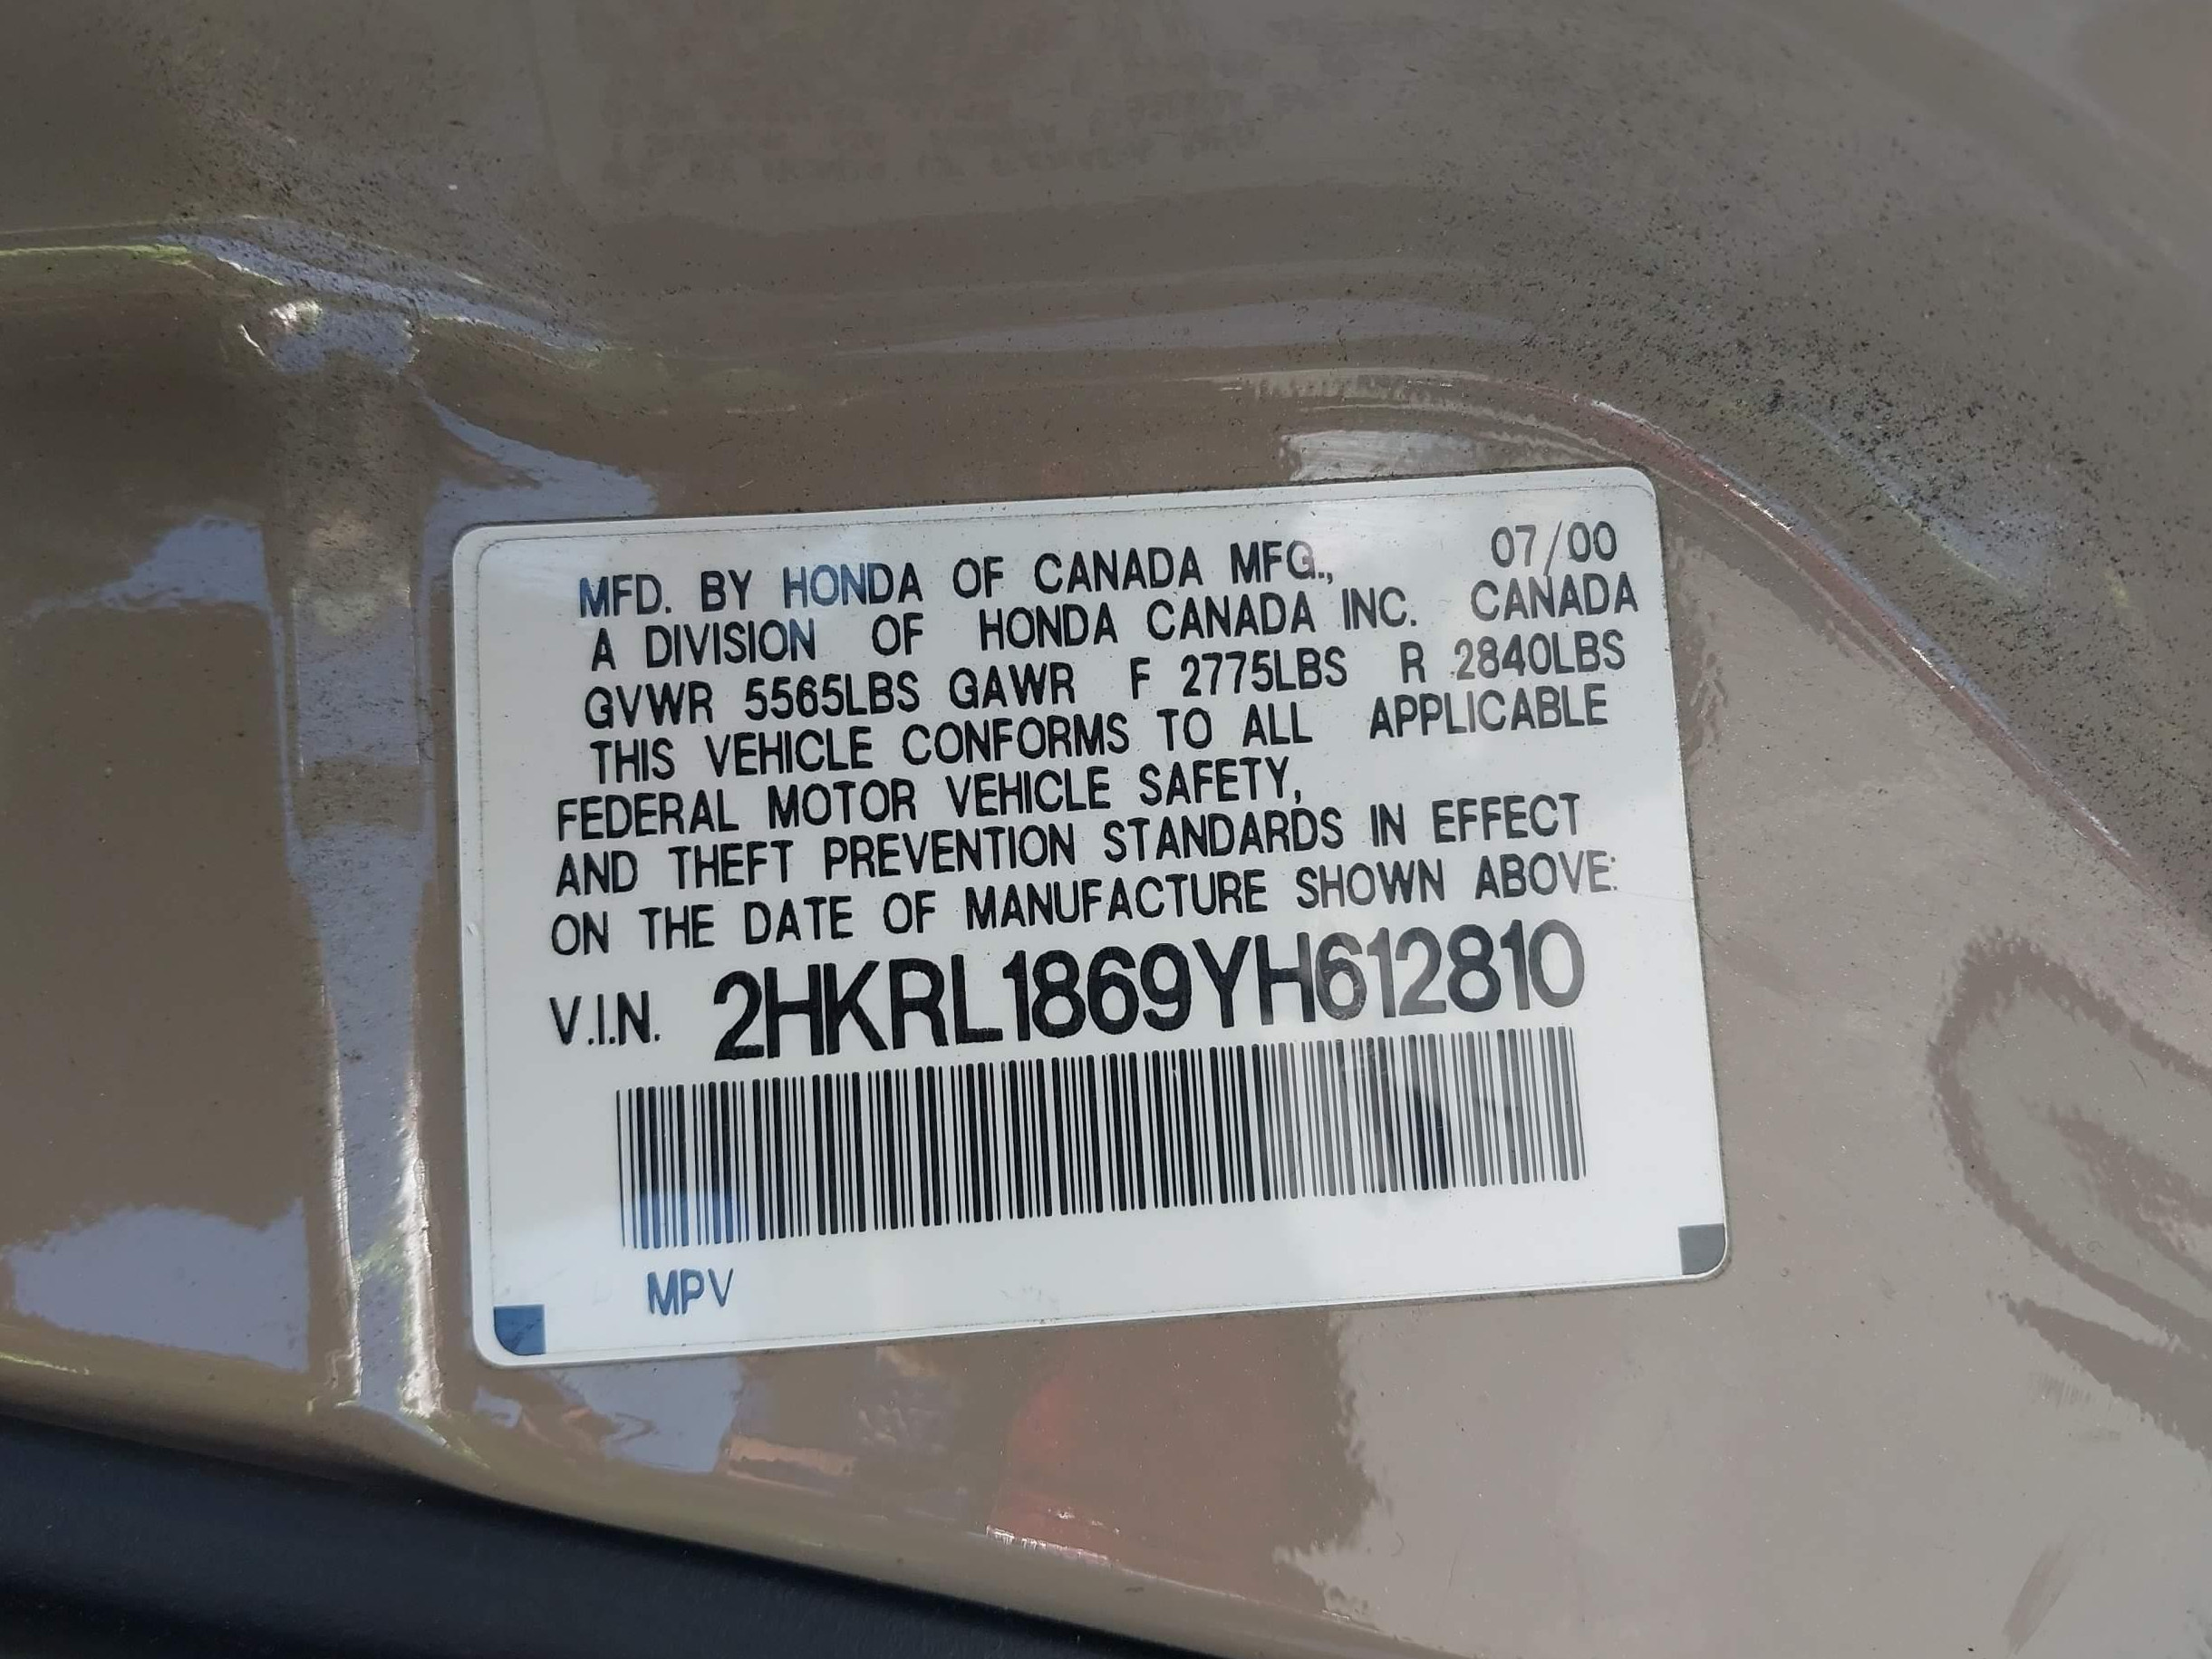 MFD. BY HONDA OF CANADA MFG., 07/00
A DIVISION OF HONDA CANADA INC. CANADA
GVWR 5565LBS GAWR F 2775LBS R 2840LBS
THIS VEHICLE CONFORMS TO ALL APPLICABLE
FEDERAL MOTOR VEHICLE SAFETY,
AND THEFT PREVENTION STANDARDS IN EFFECT
ON THE DATE OF MANUFACTURE SHOWN ABOVE:
V.I.N. 2HKRL1869YH612810
MPV